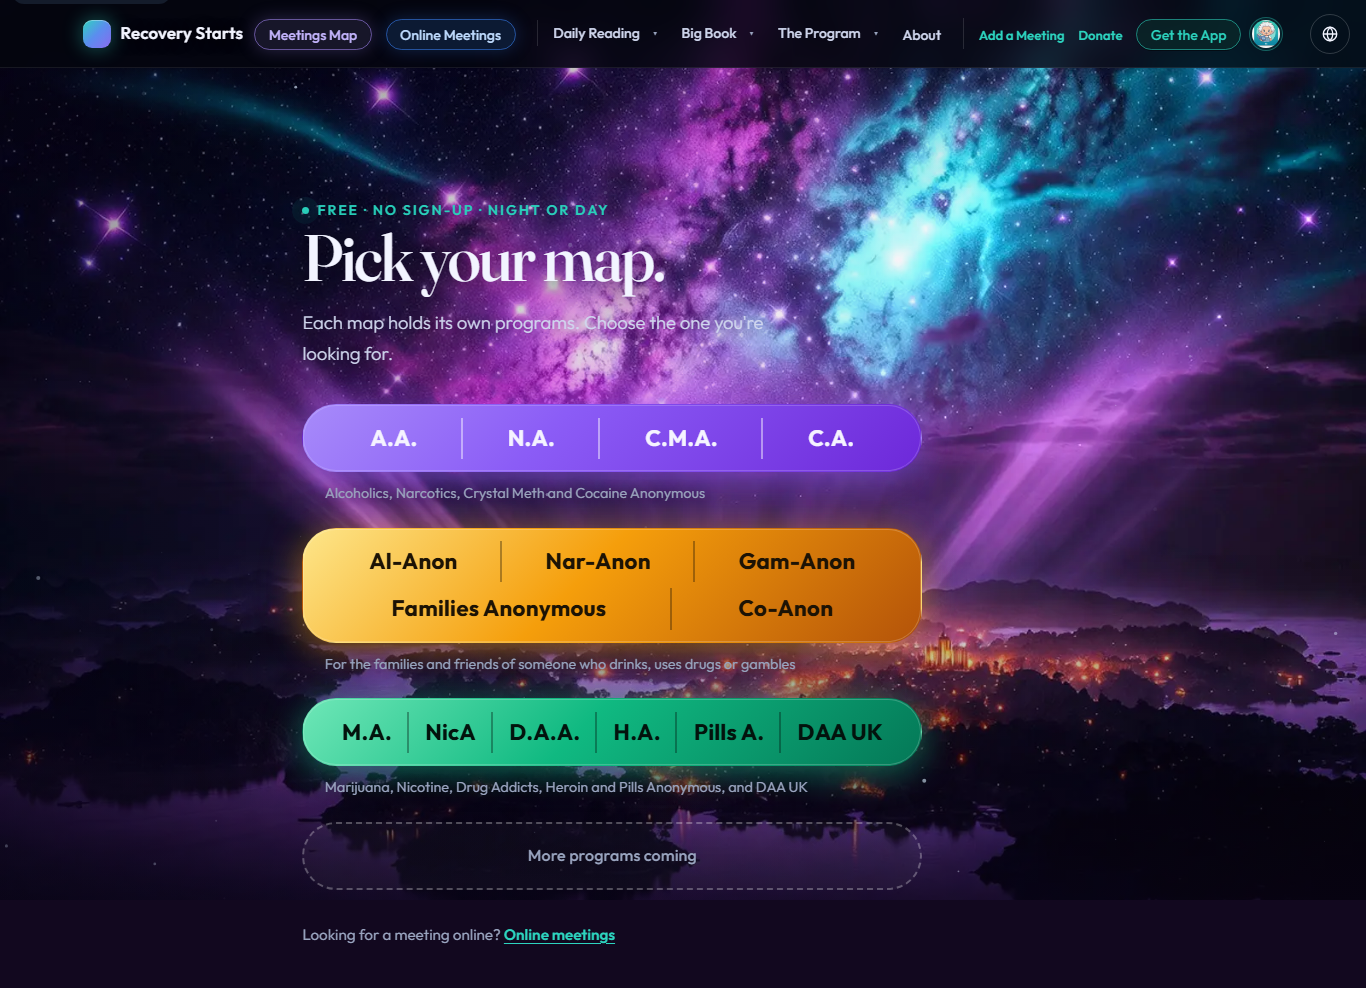 Recovery Starts
Meetings Map
Online Meetings
Daily Reading
Big Book
The Program
About
Add a Meeting
Donate
Get the App
FREE · NO SIGN-UP · NIGHT OR DAY
Pick your map.
Each map holds its own programs. Choose the one you're
looking for.
A.A. N.A. C.M.A. C.A.
Alcoholics, Narcotics, Crystal Meth and Cocaine Anonymous
Al-Anon Nar-Anon Gam-Anon
Families Anonymous Co-Anon
For the families and friends of someone who drinks, uses drugs or gambles
M.A. NicA D.A.A. H.A. Pills A. DAA UK
Marijuana, Nicotine, Drug Addicts, Heroin and Pills Anonymous, and DAA UK
More programs coming
Looking for a meeting online? Online meetings